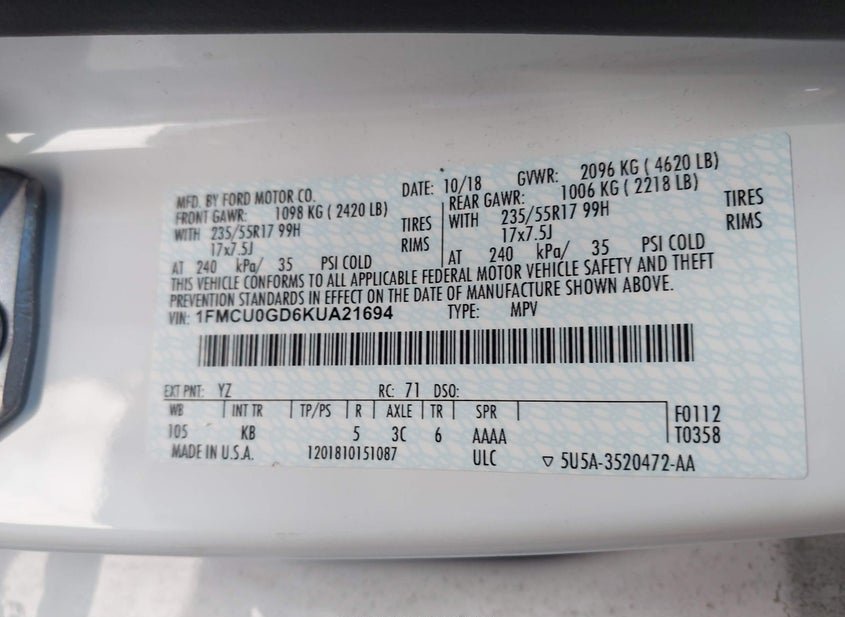 MFD. BY FORD MOTOR CO. DATE: 10/18 GVWR: 2096 KG ( 4620 LB)
FRONT GAWR: 1098 KG ( 2420 LB) REAR GAWR: 1006 KG ( 2218 LB)
WITH 235/55R17 99H TIRES WITH 235/55R17 99H TIRES
17x7.5J RIMS 17x7.5J RIMS
AT 240 kPa/ 35 PSI COLD AT 240 kPa/ 35 PSI COLD
THIS VEHICLE CONFORMS TO ALL APPLICABLE FEDERAL MOTOR VEHICLE SAFETY AND THEFT
PREVENTION STANDARDS IN EFFECT ON THE DATE OF MANUFACTURE SHOWN ABOVE.
VIN: 1FMCU0GD6KUA21694 TYPE: MPV
EXT PNT: YZ RC: 71 DSO:
WB INT TR TP/PS R AXLE TR SPR F0112
105 KB 5 3C 6 AAAA T0358
MADE IN U.S.A. 1201810151087 ULC ▽ 5U5A-3520472-AA